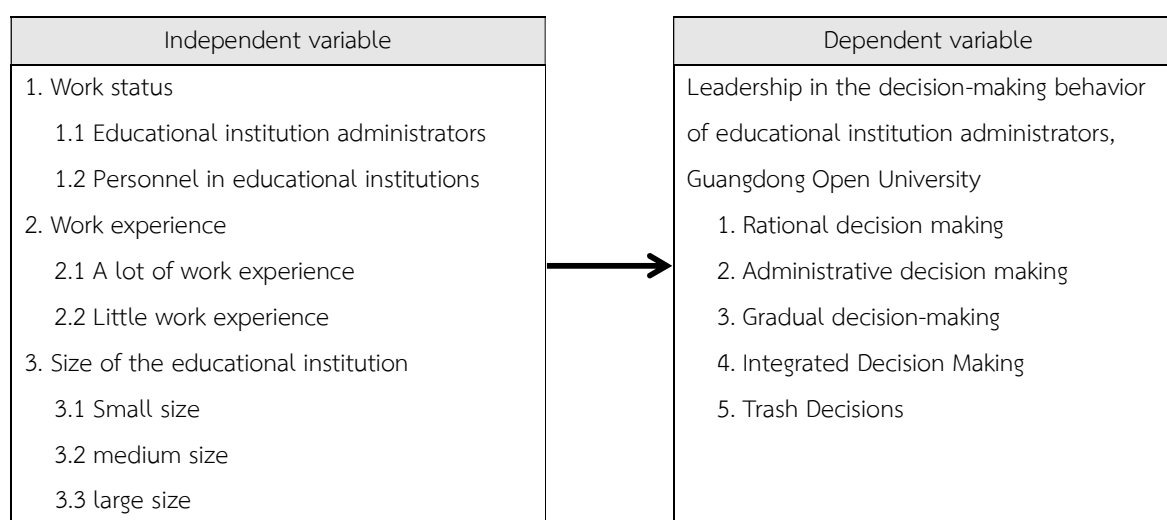 Independent variable
1. Work status
1.1 Educational institution administrators
1.2 Personnel in educational institutions
2. Work experience
2.1 A lot of work experience
2.2 Little work experience
3. Size of the educational institution
3.1 Small size
3.2 medium size
3.3 large size
Dependent variable
Leadership in the decision-making behavior
of educational institution administrators,
Guangdong Open University
1. Rational decision making
2. Administrative decision making
3. Gradual decision-making
4. Integrated Decision Making
5. Trash Decisions